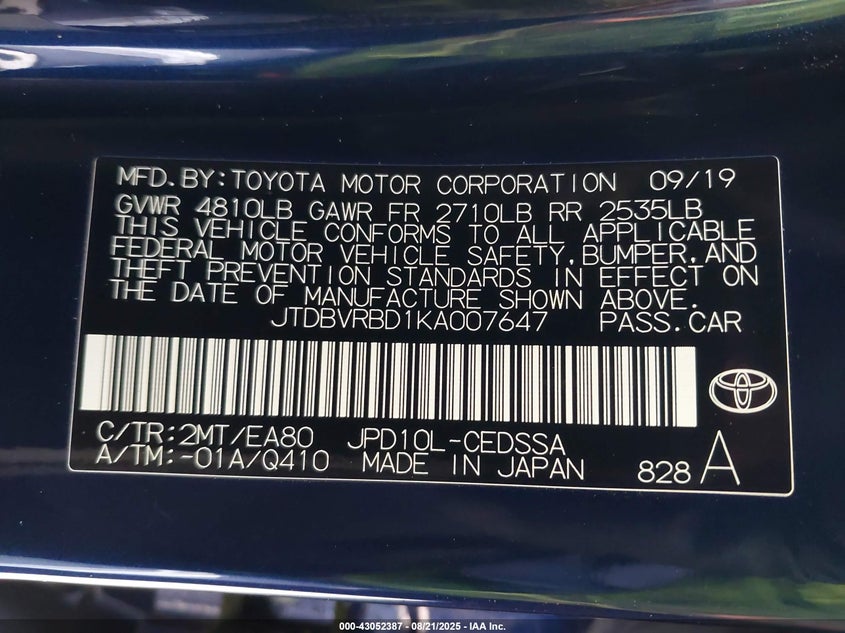 MFD.BY:TOYOTA MOTOR CORPORATION 09/19
GVWR 4810LB GAWR FR 2710LB RR 2535LB
THIS VEHICLE CONFORMS TO ALL APPLICABLE
FEDERAL MOTOR VEHICLE SAFETY,BUMPER,AND
THEFT PREVENTION STANDARDS IN EFFECT ON
THE DATE OF MANUFACTURE SHOWN ABOVE.
JTDBVRBD1KA007647 PASS.CAR
C/TR:2MT/EA80 JPD10L-CEDSSA
A/TM:-01A/Q410 MADE IN JAPAN 828 A
000-43052387 - 08/21/2025 - IAA Inc.